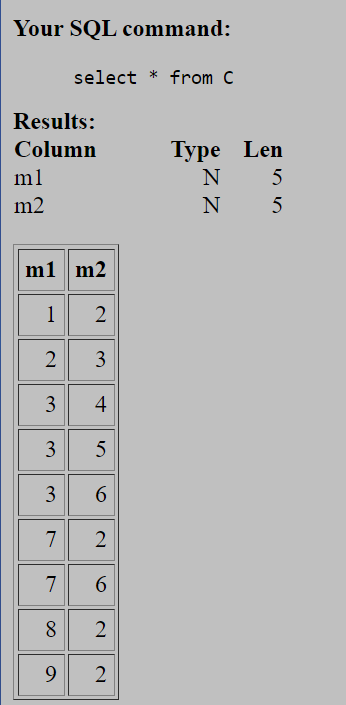 Your SQL command:
select * from C
Results:
Column Type Len
m1 N 5
m2 N 5
m1 m2
1 2
2 3
3 4
3 5
3 6
7 2
7 6
8 2
9 2